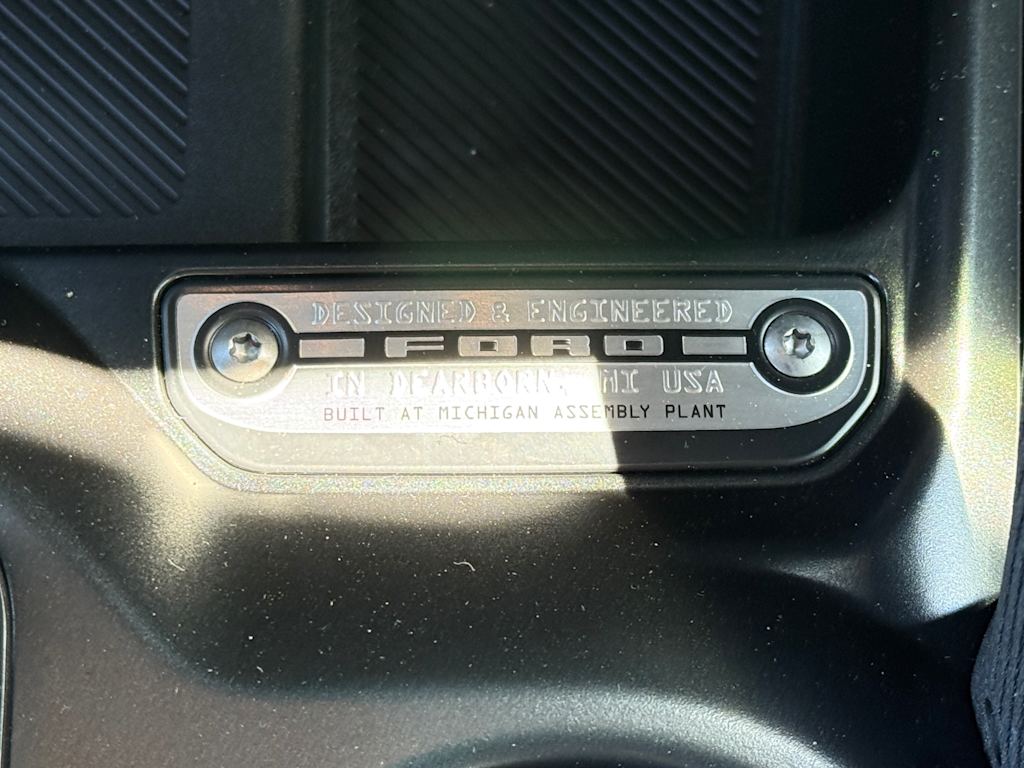 DESIGNED & ENGINEERED
FORD
IN DEARBORN, MI USA
BUILT AT MICHIGAN ASSEMBLY PLANT